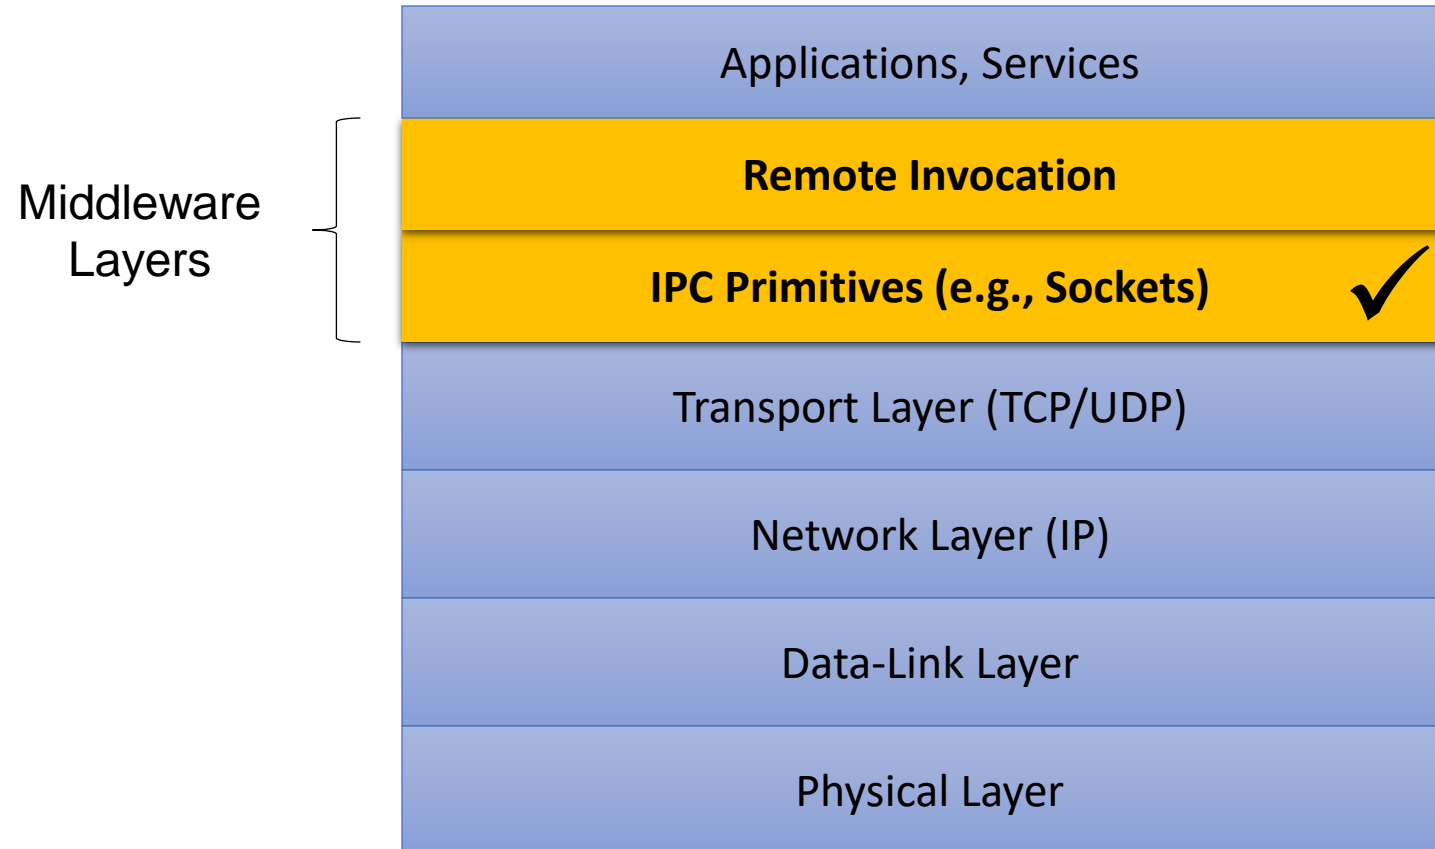 Applications, Services
Middleware
Layers
Remote Invocation
IPC Primitives (e.g., Sockets)
Transport Layer (TCP/UDP)
Network Layer (IP)
Data-Link Layer
Physical Layer